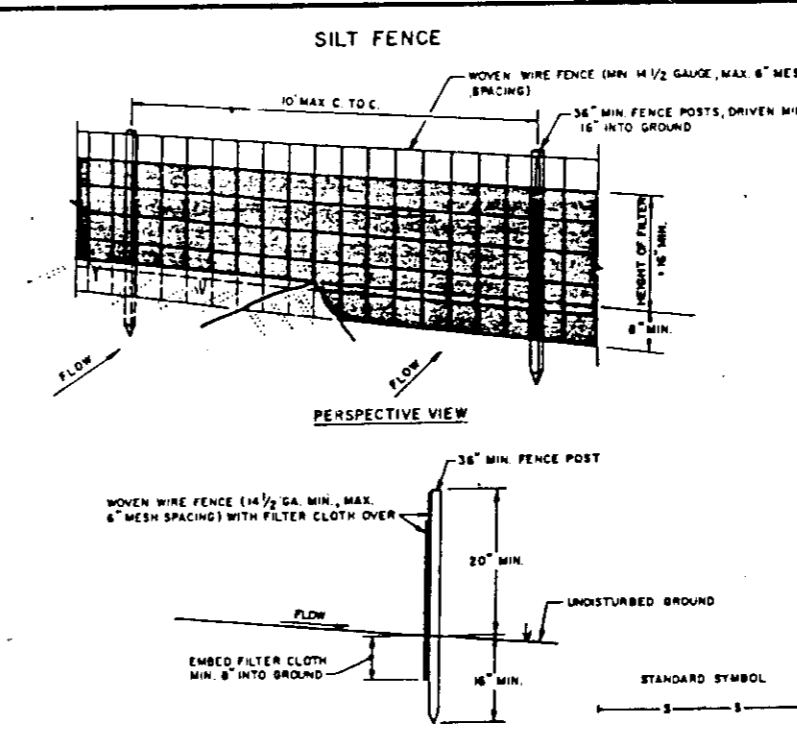 SILT FENCE
WOVEN WIRE FENCE (MIN 14 1/2 GAUGE, MAX. 6" MES
SPACING)
10' MAX C. TO C.
36" MIN. FENCE POSTS, DRIVEN MI
16" INTO GROUND
HEIGHT OF FILTER
16" MIN.
8" MIN.
FLOW
FLOW
PERSPECTIVE VIEW
36" MIN. FENCE POST
WOVEN WIRE FENCE (14 1/2 GA. MIN., MAX.
6" MESH SPACING) WITH FILTER CLOTH OVER
20" MIN.
UNDISTURBED GROUND
FLOW
EMBED FILTER CLOTH
MIN. 8" INTO GROUND
16" MIN.
STANDARD SYMBOL
S S